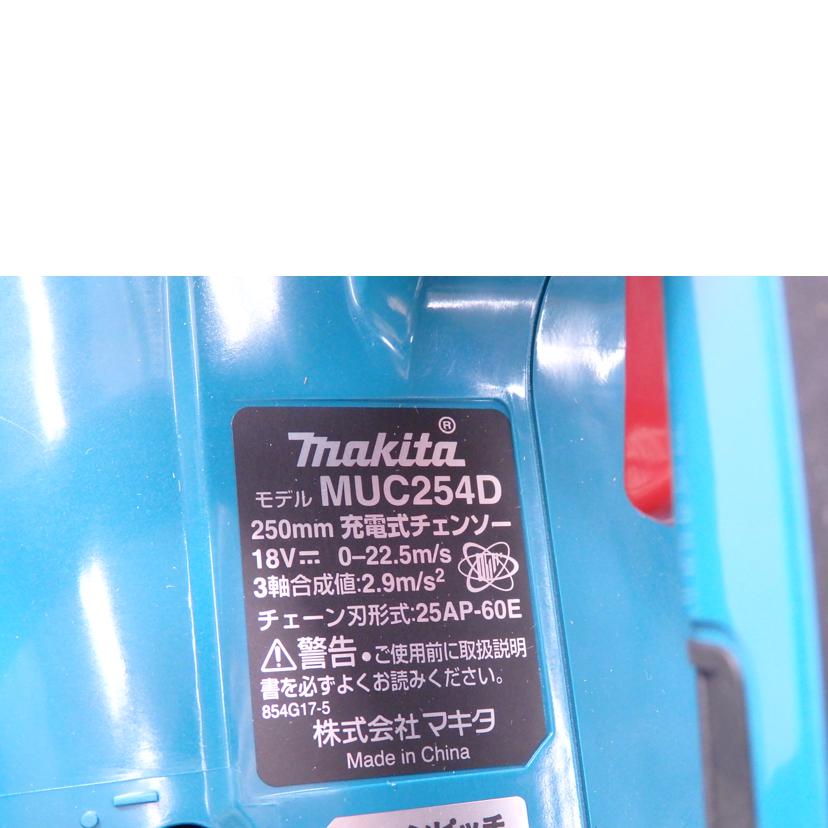 makita®
モデル MUC254D
250mm 充電式チェンソー
18V⎓ 0–22.5m/s
3軸合成値:2.9m/s²
チェーン刃形式:25AP-60E
⚠警告•ご使用前に取扱説明
書を必ずよくお読みください。
854G17-5
株式会社マキタ
Made in China